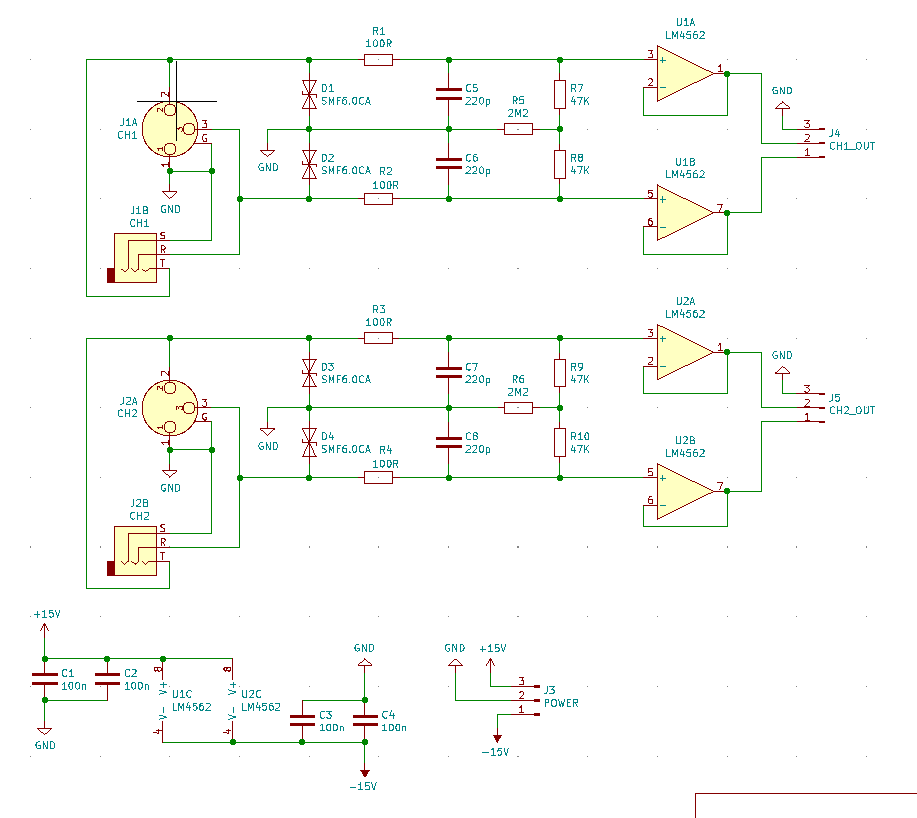 R1
100R
U1A
LM4562
3
+
1
2
−
GND
3
2
1
J4
CH1_OUT
D1
SMF6.0CA
C5
220p
R5
2M2
R7
47K
J1A
CH1
2
2
3
3
G
1
1
GND
GND
D2
SMF6.0CA
R2
100R
C6
220p
R8
47K
U1B
LM4562
5
+
7
6
−
J1B
CH1
S
R
T
R3
100R
U2A
LM4562
3
+
1
2
−
GND
3
2
1
J5
CH2_OUT
D3
SMF6.0CA
C7
220p
R6
2M2
R9
47K
J2A
CH2
2
2
3
3
G
1
1
GND
GND
D4
SMF6.0CA
R4
100R
C8
220p
R10
47K
U2B
LM4562
5
+
7
6
−
J2B
CH2
S
R
T
+15V
C1
100n
C2
100n
GND
8
V+
U1C
LM4562
V-
4
8
V+
U2C
LM4562
V-
4
GND
C3
100n
C4
100n
-15V
GND
+15V
3
2
1
J3
POWER
-15V